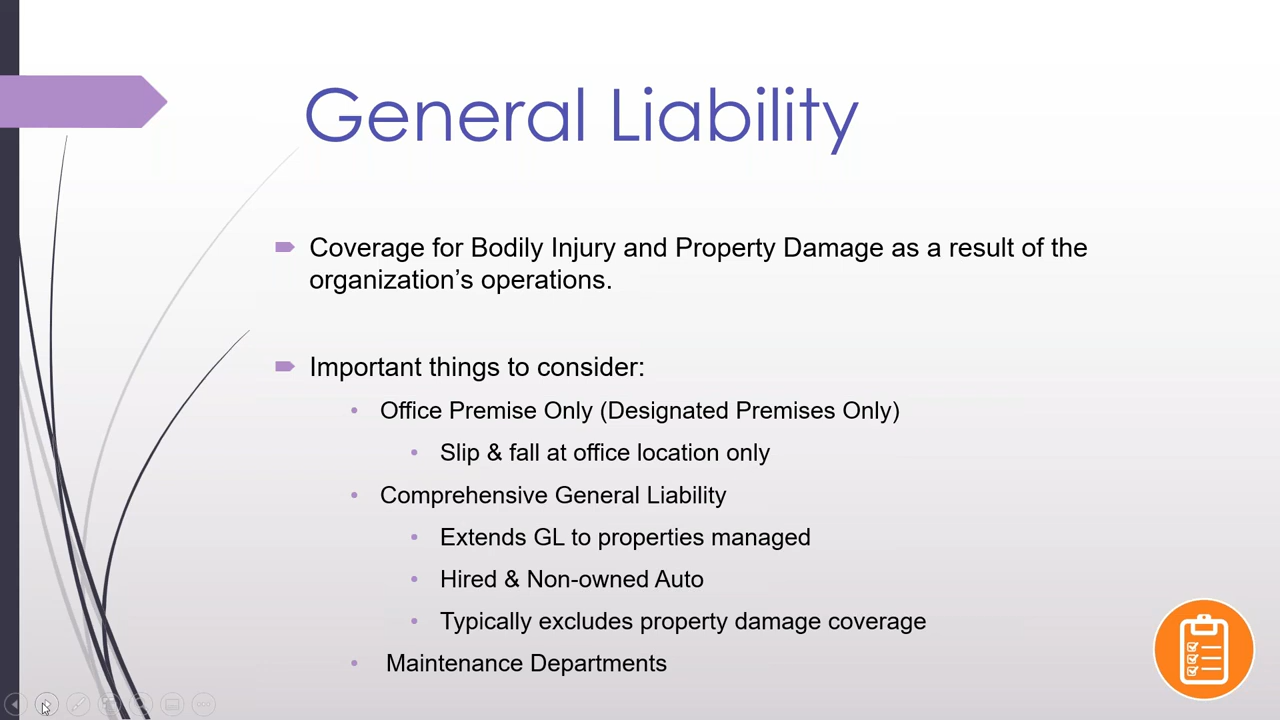 General Liability
Coverage for Bodily Injury and Property Damage as a result of the
organization’s operations.
Important things to consider:
Office Premise Only (Designated Premises Only)
Slip & fall at office location only
Comprehensive General Liability
Extends GL to properties managed
Hired & Non-owned Auto
Typically excludes property damage coverage
Maintenance Departments